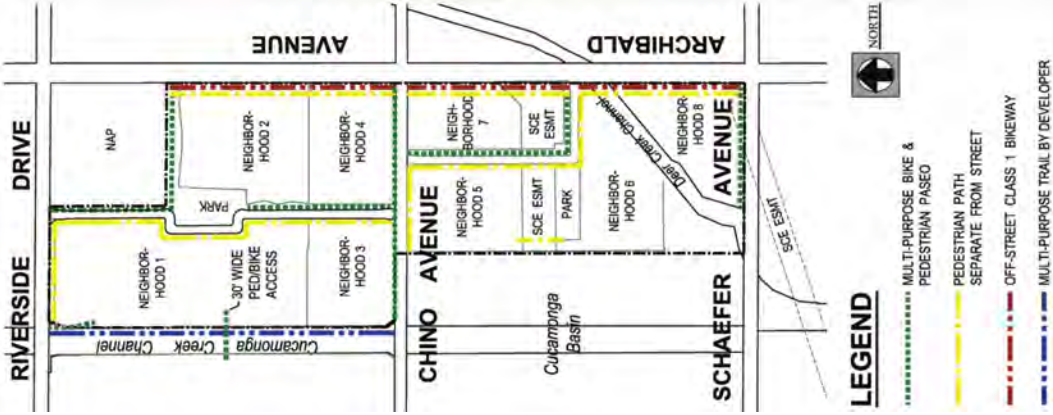 RIVERSIDE DRIVE
AVENUE
ARCHIBALD
NAP
NEIGHBOR-
HOOD 2
NEIGHBOR-
HOOD 4
PARK
NEIGHBOR-
HOOD 1
30' WIDE
PED/BIKE
ACCESS
NEIGHBOR-
HOOD 3
Cucamonga Creek Channel
CHINO AVENUE
NEIGH-
BORHOOD
7
SCE
ESMT
NEIGHBOR-
HOOD 5
SCE ESMT
PARK
NEIGHBOR-
HOOD 6
Deer Creek Channel
NEIGHBOR-
HOOD 8
Cucamonga
Basin
SCHAEFER AVENUE
SCE ESMT
NORTH
LEGEND
MULTI-PURPOSE BIKE &
PEDESTRIAN PASEO
PEDESTRIAN PATH
SEPARATE FROM STREET
OFF-STREET CLASS 1 BIKEWAY
MULTI-PURPOSE TRAIL BY DEVELOPER